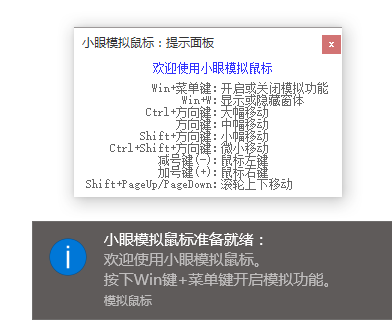 小眼模拟鼠标：提示面板
x
欢迎使用小眼模拟鼠标
Win+菜单键:开启或关闭模拟功能
Win+W:显示或隐藏窗体
Ctrl+方向键:大幅移动
方向键:中幅移动
Shift+方向键:小幅移动
Ctrl+Shift+方向键:微小移动
减号键(-):鼠标左键
加号键(+):鼠标右键
Shift+PageUp/PageDown:滚轮上下移动
小眼模拟鼠标准备就绪：
欢迎使用小眼模拟鼠标。
按下Win键+菜单键开启模拟功能。
模拟鼠标